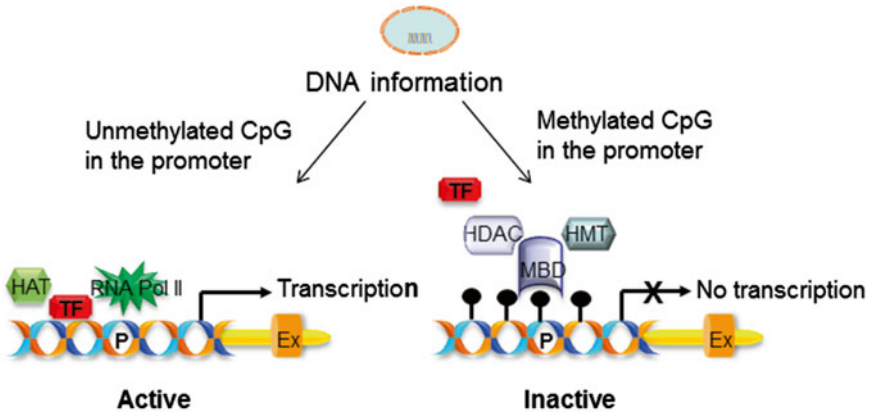 DNA information
Unmethylated CpG
in the promoter
Methylated CpG
in the promoter
TF
HDAC
HMT
MBD
HAT
TF
RNA Pol II
Transcription
X
No transcription
P
Ex
P
Ex
Active
Inactive